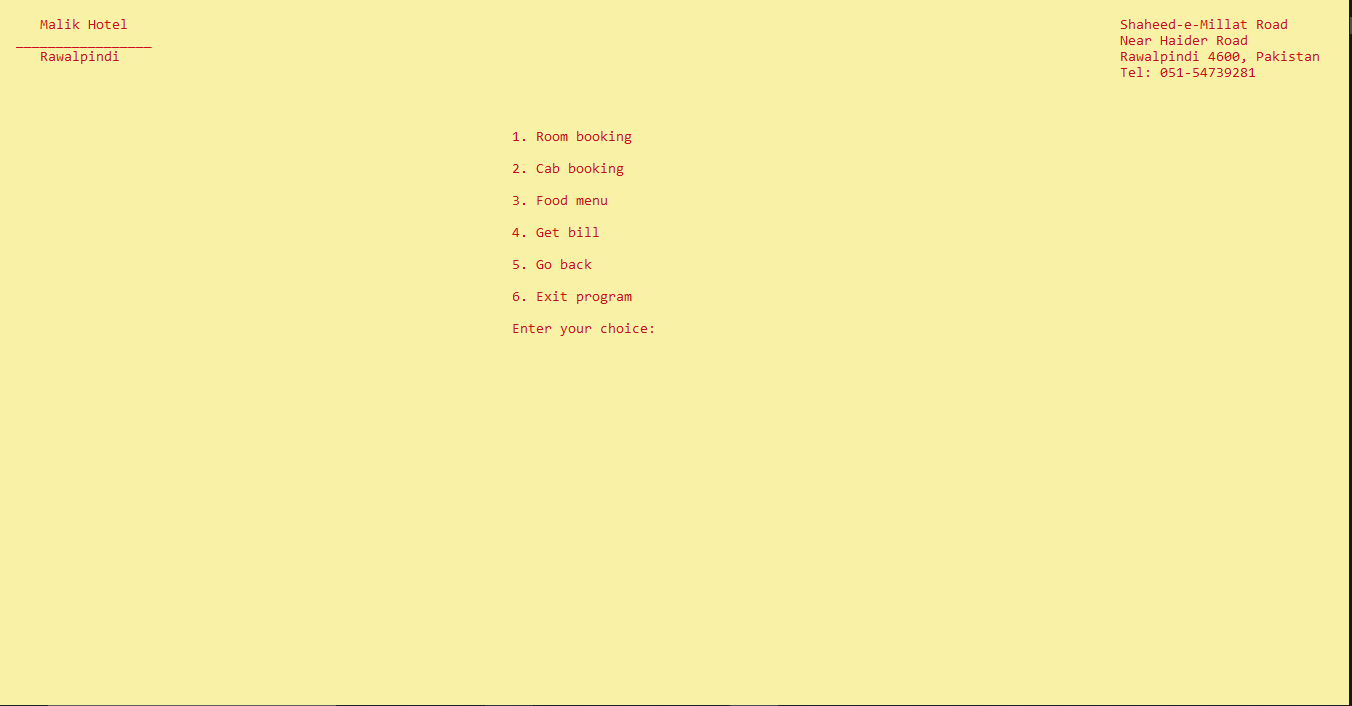 Malik Hotel
_________________
Rawalpindi
Shaheed-e-Millat Road
Near Haider Road
Rawalpindi 4600, Pakistan
Tel: 051-54739281
1. Room booking
2. Cab booking
3. Food menu
4. Get bill
5. Go back
6. Exit program
Enter your choice: